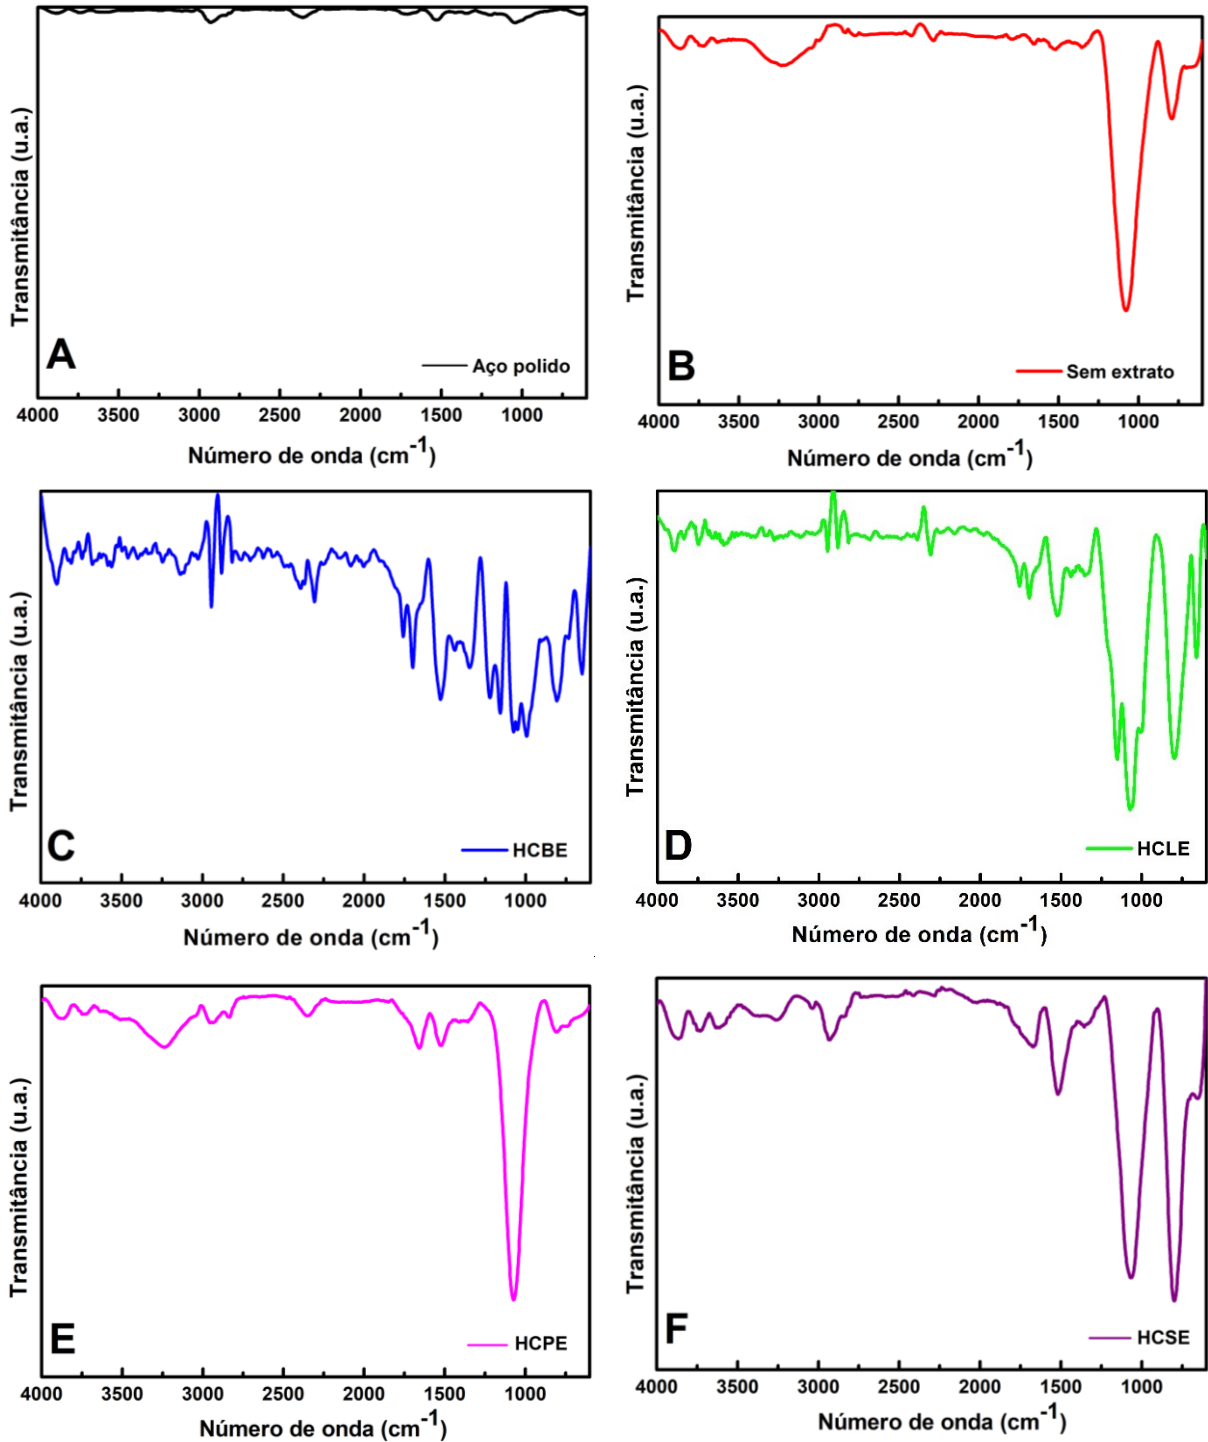 Transmitância (u.a.)
A
Aço polido
4000 3500 3000 2500 2000 1500 1000
Número de onda (cm-1)
Transmitância (u.a.)
B
Sem extrato
4000 3500 3000 2500 2000 1500 1000
Número de onda (cm-1)
Transmitância (u.a.)
C
HCBE
4000 3500 3000 2500 2000 1500 1000
Número de onda (cm-1)
Transmitância (u.a.)
D
HCLE
4000 3500 3000 2500 2000 1500 1000
Número de onda (cm-1)
Transmitância (u.a.)
E
HCPE
4000 3500 3000 2500 2000 1500 1000
Número de onda (cm-1)
Transmitância (u.a.)
F
HCSE
4000 3500 3000 2500 2000 1500 1000
Número de onda (cm-1)